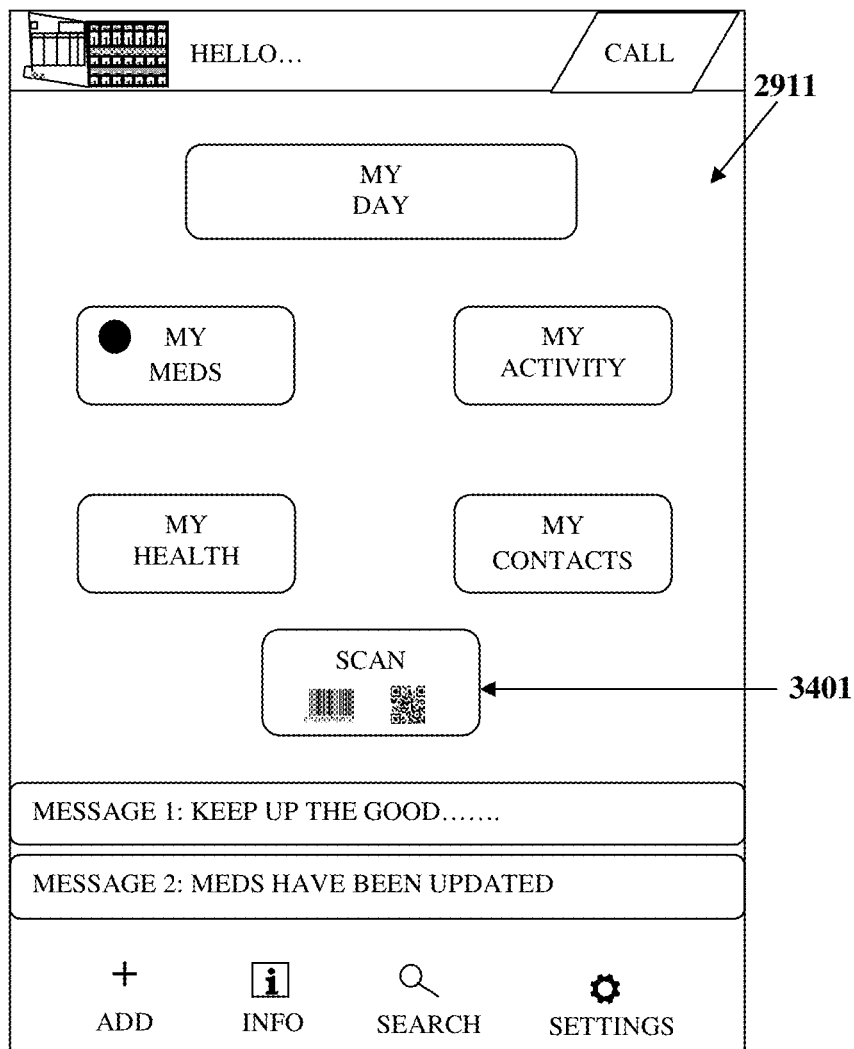 HELLO...
CALL
2911
MY
DAY
MY
MEDS
MY
ACTIVITY
MY
HEALTH
MY
CONTACTS
SCAN
3401
MESSAGE 1: KEEP UP THE GOOD.......
MESSAGE 2: MEDS HAVE BEEN UPDATED
+
i
ADD
INFO
SEARCH
SETTINGS